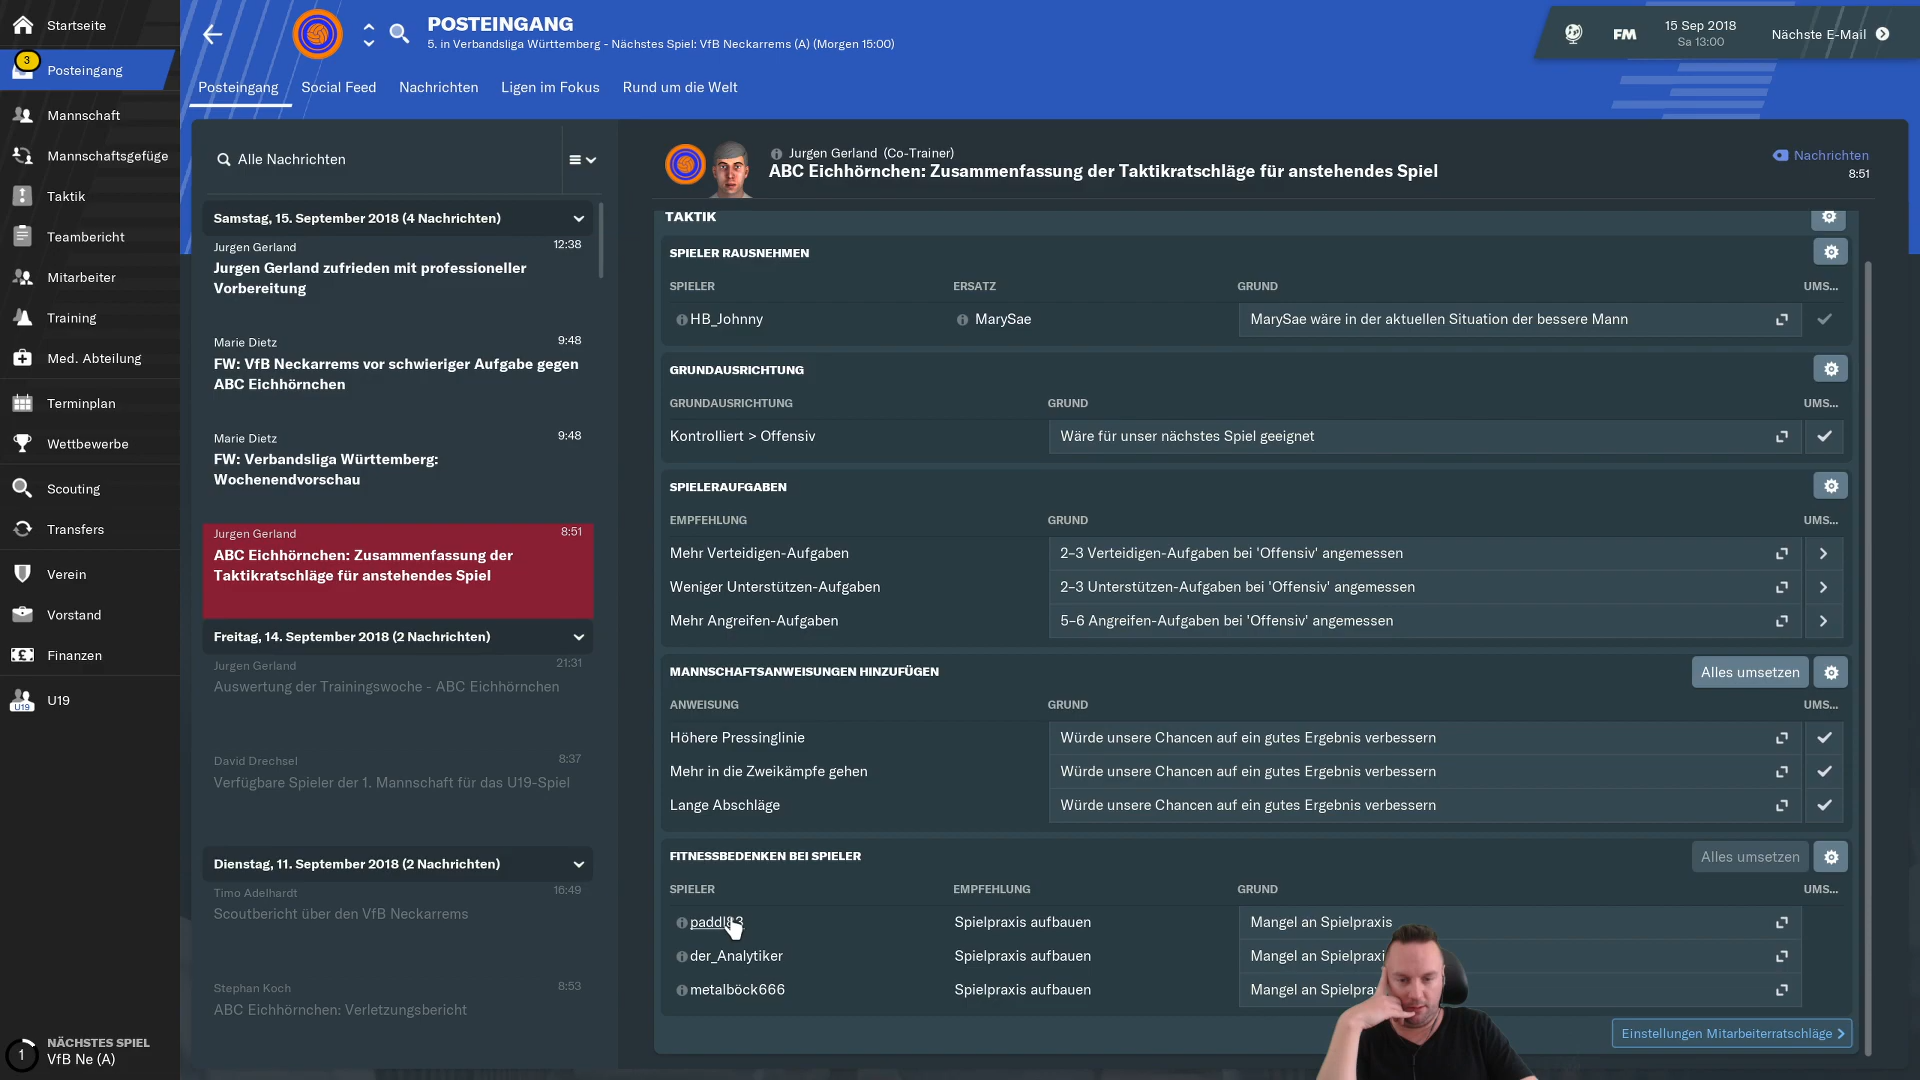 Startseite
3
Posteingang
Mannschaft
Mannschaftsgefüge
Taktik
Teambericht
Mitarbeiter
Training
Med. Abteilung
Terminplan
Wettbewerbe
Scouting
Transfers
Verein
Vorstand
Finanzen
U19
U19
1
NÄCHSTES SPIEL
VfB Ne (A)
POSTEINGANG
5. in Verbandsliga Württemberg - Nächstes Spiel: VfB Neckarrems (A) (Morgen 15:00)
FM
15 Sep 2018
Sa 13:00
Nächste E-Mail
Posteingang
Social Feed
Nachrichten
Ligen im Fokus
Rund um die Welt
Alle Nachrichten
Samstag, 15. September 2018 (4 Nachrichten)
Jurgen Gerland 12:38
Jurgen Gerland zufrieden mit professioneller
Vorbereitung
Marie Dietz 9:48
FW: VfB Neckarrems vor schwieriger Aufgabe gegen
ABC Eichhörnchen
Marie Dietz 9:48
FW: Verbandsliga Württemberg:
Wochenendvorschau
Jurgen Gerland 8:51
ABC Eichhörnchen: Zusammenfassung der
Taktikratschläge für anstehendes Spiel
Freitag, 14. September 2018 (2 Nachrichten)
Jurgen Gerland 21:31
Auswertung der Trainingswoche - ABC Eichhörnchen
David Drechsel 8:37
Verfügbare Spieler der 1. Mannschaft für das U19-Spiel
Dienstag, 11. September 2018 (2 Nachrichten)
Timo Adelhardt 16:49
Scoutbericht über den VfB Neckarrems
Stephan Koch 8:53
ABC Eichhörnchen: Verletzungsbericht
Jurgen Gerland (Co-Trainer)
ABC Eichhörnchen: Zusammenfassung der Taktikratschläge für anstehendes Spiel
Nachrichten
8:51
TAKTIK
SPIELER RAUSNEHMEN
SPIELER ERSATZ GRUND UMS...
HB_Johnny MarySae MarySae wäre in der aktuellen Situation der bessere Mann
GRUNDAUSRICHTUNG
GRUNDAUSRICHTUNG GRUND UMS...
Kontrolliert > Offensiv Wäre für unser nächstes Spiel geeignet
SPIELERAUFGABEN
EMPFEHLUNG GRUND UMS...
Mehr Verteidigen-Aufgaben 2-3 Verteidigen-Aufgaben bei 'Offensiv' angemessen
Weniger Unterstützen-Aufgaben 2-3 Unterstützen-Aufgaben bei 'Offensiv' angemessen
Mehr Angreifen-Aufgaben 5-6 Angreifen-Aufgaben bei 'Offensiv' angemessen
MANNSCHAFTSANWEISUNGEN HINZUFÜGEN Alles umsetzen
ANWEISUNG GRUND UMS...
Höhere Pressinglinie Würde unsere Chancen auf ein gutes Ergebnis verbessern
Mehr in die Zweikämpfe gehen Würde unsere Chancen auf ein gutes Ergebnis verbessern
Lange Abschläge Würde unsere Chancen auf ein gutes Ergebnis verbessern
FITNESSBEDENKEN BEI SPIELER Alles umsetzen
SPIELER EMPFEHLUNG GRUND UMS...
paddl83 Spielpraxis aufbauen Mangel an Spielpraxis
der_Analytiker Spielpraxis aufbauen Mangel an Spielpraxi
metalböck666 Spielpraxis aufbauen Mangel an Spielpra
Einstellungen Mitarbeiterratschläge